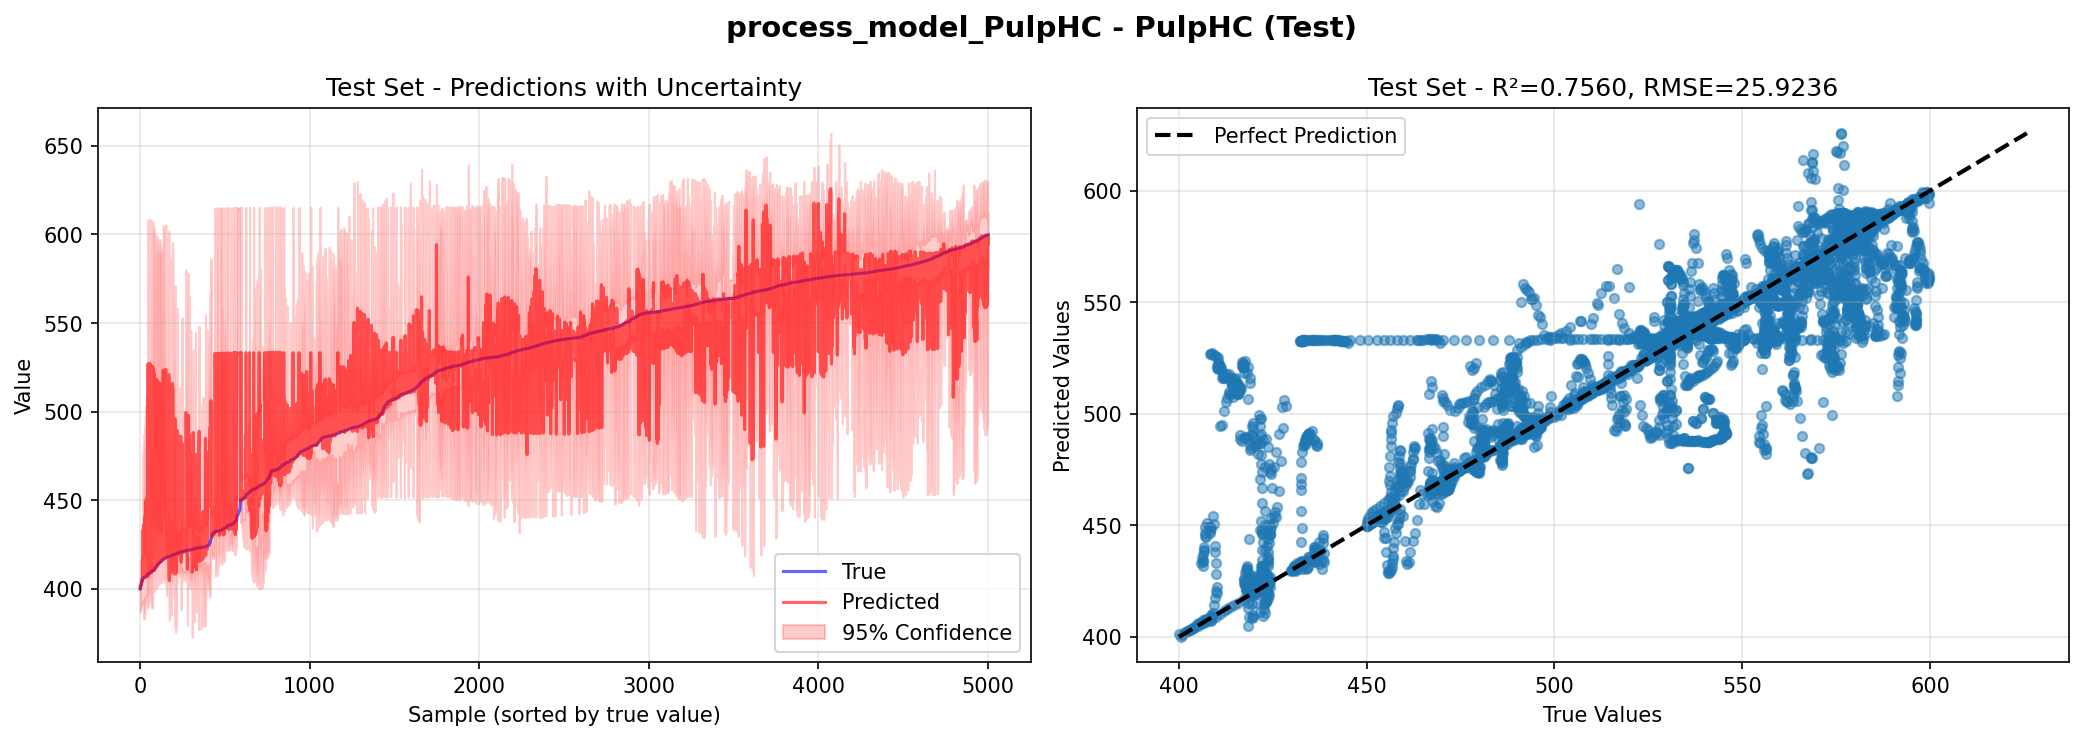 process_model_PulpHC - PulpHC (Test)
Test Set - Predictions with Uncertainty
Value
650
600
550
500
450
400
True
Predicted
95% Confidence
0 1000 2000 3000 4000 5000
Sample (sorted by true value)
Test Set - R²=0.7560, RMSE=25.9236
Predicted Values
Perfect Prediction
600
550
500
450
400
400 450 500 550 600
True Values